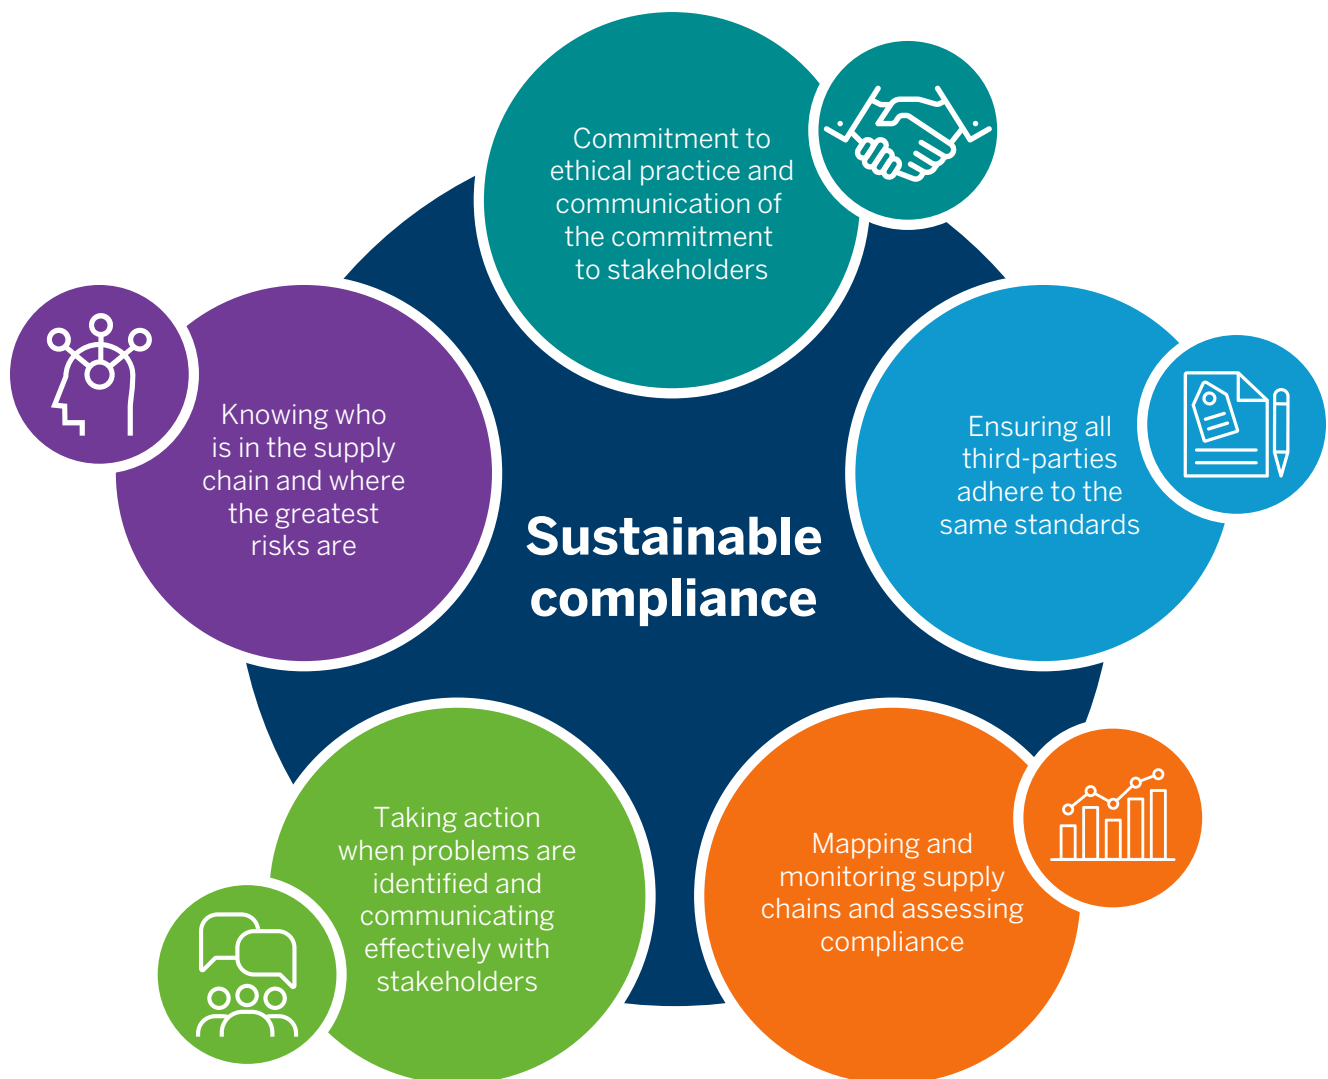 Commitment to
ethical practice and
communication of
the commitment
to stakeholders
Ensuring all
third-parties
adhere to the
same standards
Mapping and
monitoring supply
chains and assessing
compliance
Taking action
when problems are
identified and
communicating
effectively with
stakeholders
Knowing who
is in the supply
chain and where
the greatest
risks are
Sustainable
compliance